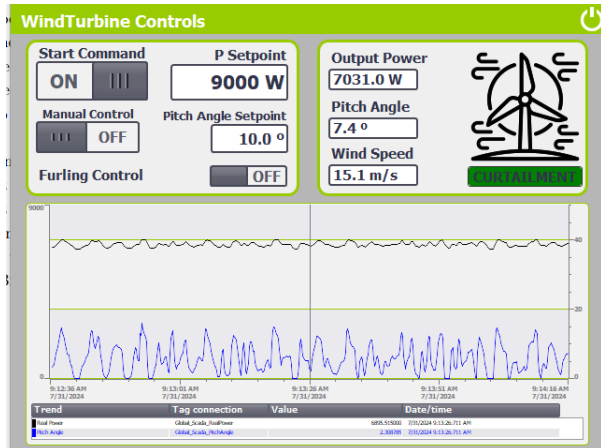 WindTurbine Controls
Start Command
P Setpoint
ON
9000 W
Manual Control
Pitch Angle Setpoint
OFF
10.0 º
Furling Control
OFF
Output Power
7031.0 W
Pitch Angle
7.4 º
Wind Speed
15.1 m/s
CURTAILMENT
9000
40
20
0
0
9:12:36 AM 9:13:01 AM 9:13:26 AM 9:13:51 AM 9:14:16 AM
7/31/2024 7/31/2024 7/31/2024 7/31/2024 7/31/2024
Trend Tag connection Value Date/time
Real Power Global_Scada_RealPower 6895.515000 7/31/2024 9:13:26.711 AM
Pitch Angle Global_Scada_PitchAngle 7/31/2024 9:13:26.711 AM